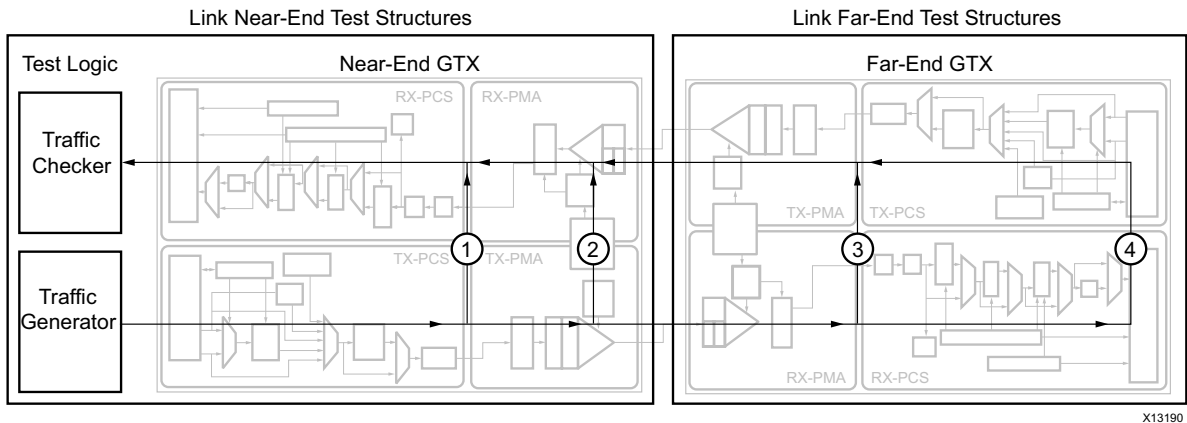 Link Near-End Test Structures
Link Far-End Test Structures
Test Logic
Near-End GTX
Far-End GTX
RX-PCS
RX-PMA
Traffic
Checker
TX-PMA
TX-PCS
1
2
3
4
TX-PCS
TX-PMA
Traffic
Generator
RX-PMA
RX-PCS
X13190